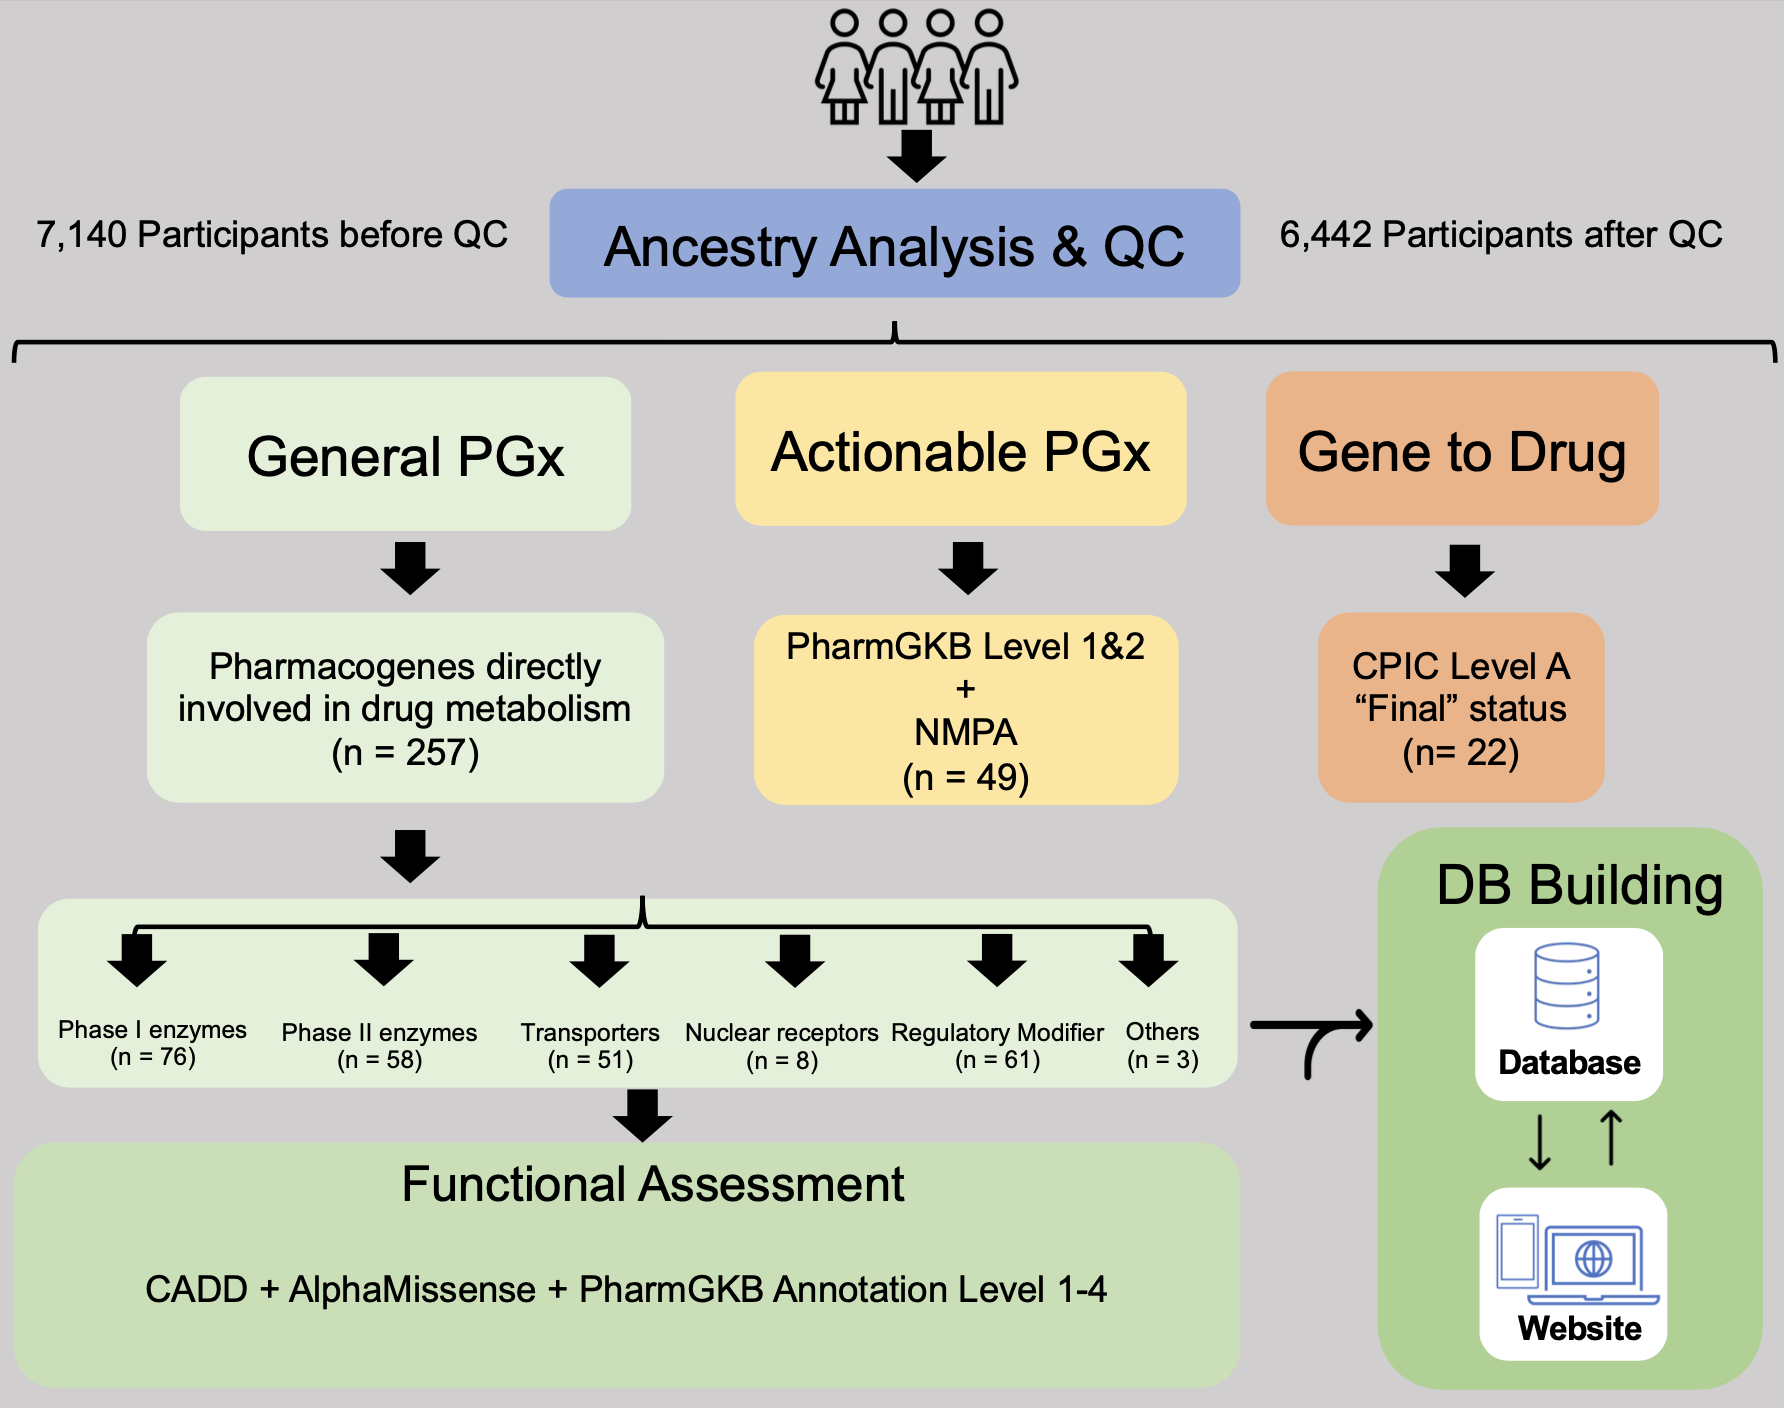 7,140 Participants before QC
Ancestry Analysis & QC
6,442 Participants after QC
General PGx
Actionable PGx
Gene to Drug
Pharmacogenes directly
involved in drug metabolism
(n = 257)
PharmGKB Level 1&2
+
NMPA
(n = 49)
CPIC Level A
“Final” status
(n= 22)
Phase I enzymes
(n = 76)
Phase II enzymes
(n = 58)
Transporters
(n = 51)
Nuclear receptors
(n = 8)
Regulatory Modifier
(n = 61)
Others
(n = 3)
Functional Assessment
CADD + AlphaMissense + PharmGKB Annotation Level 1-4
DB Building
Database
Website